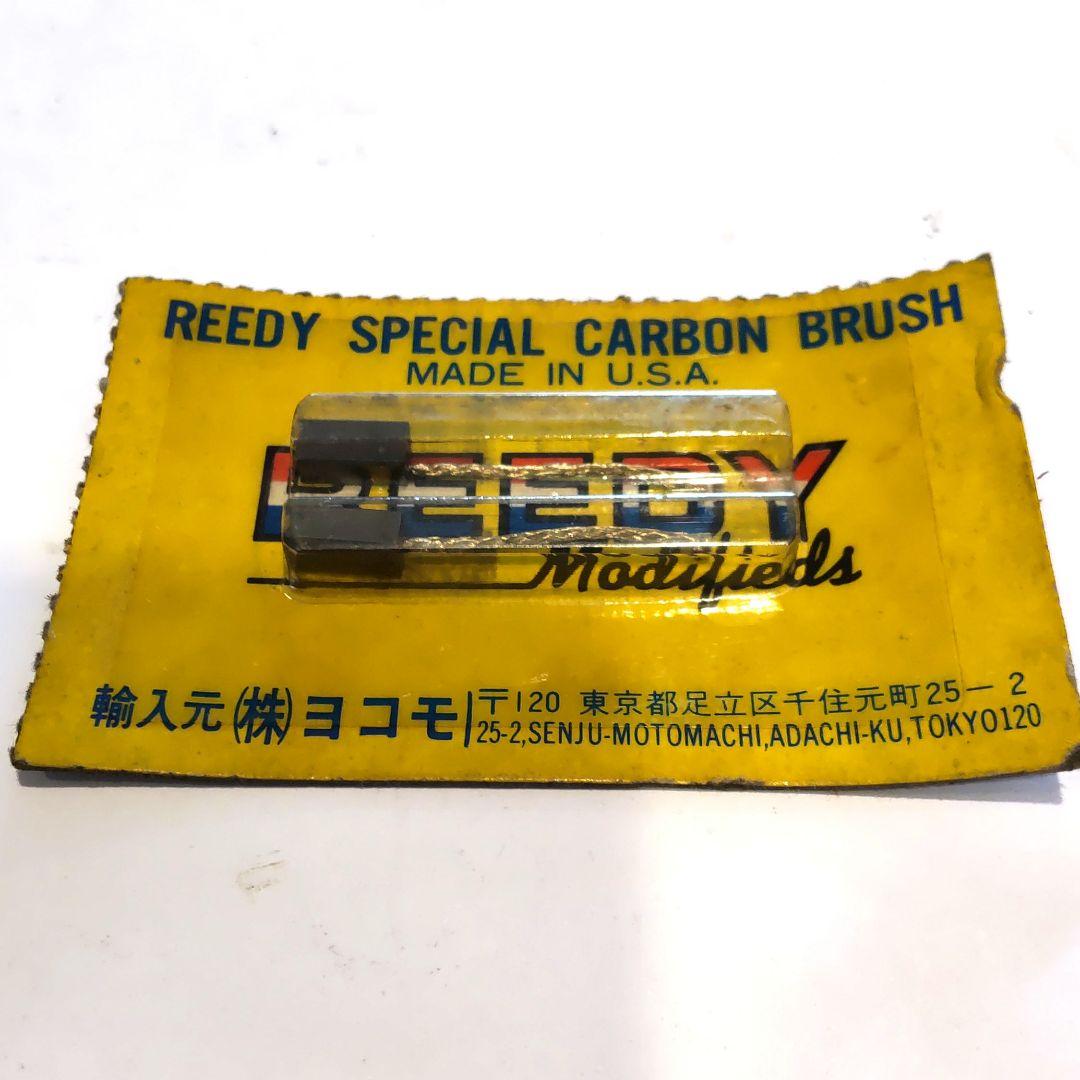 REEDY SPECIAL CARBON BRUSH
MADE IN U.S.A.
REEDY
Modifieds
輸入元 (株)ヨコモ
〒120 東京都足立区千住元町25-2
25-2,SENJU-MOTOMACHI,ADACHI-KU,TOKYO120